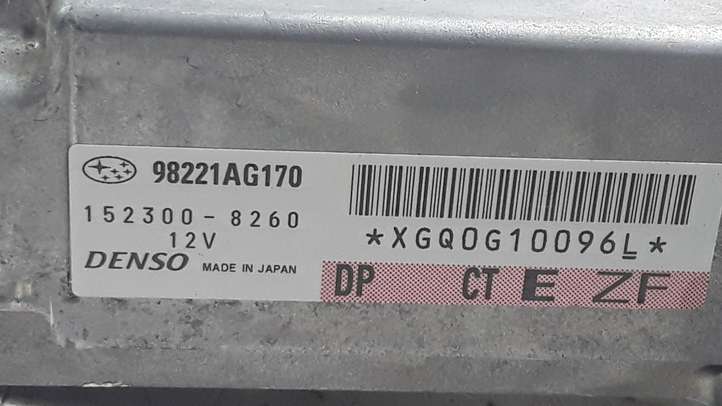 98221AG170
152300-8260
12V
DENSO MADE IN JAPAN
*XGQ0G10096L*
DP CT E ZF